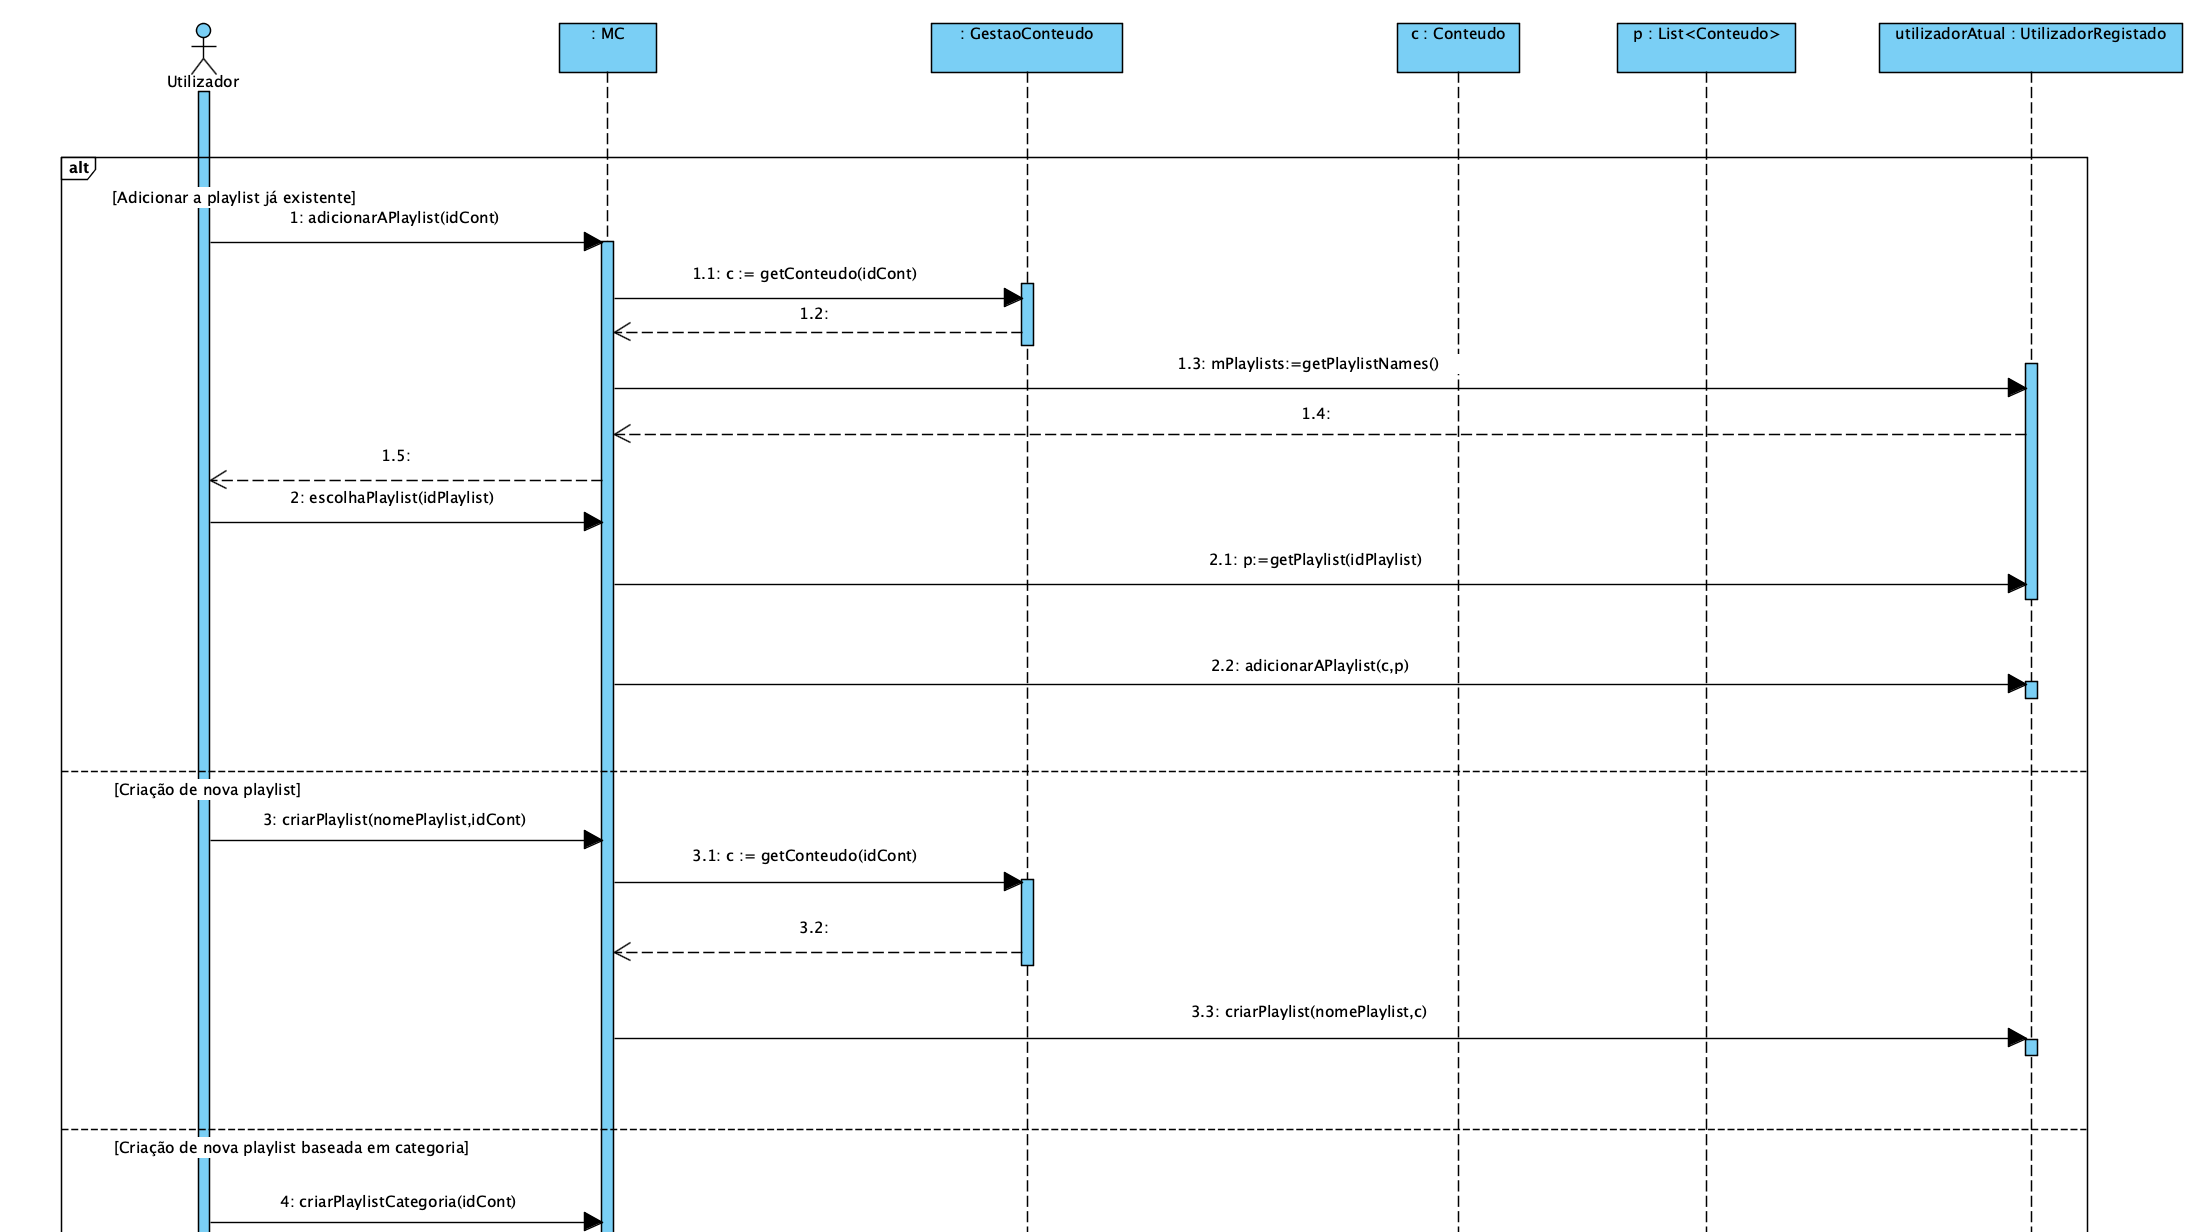 Utilizador
: MC
: GestaoConteudo
c : Conteudo
p : List<Conteudo>
utilizadorAtual : UtilizadorRegistado
alt
[Adicionar a playlist já existente]
1: adicionarAPlaylist(idCont)
1.1: c := getConteudo(idCont)
1.2:
1.3: mPlaylists:=getPlaylistNames()
1.4:
1.5:
2: escolhaPlaylist(idPlaylist)
2.1: p:=getPlaylist(idPlaylist)
2.2: adicionarAPlaylist(c,p)
[Criação de nova playlist]
3: criarPlaylist(nomePlaylist,idCont)
3.1: c := getConteudo(idCont)
3.2:
3.3: criarPlaylist(nomePlaylist,c)
[Criação de nova playlist baseada em categoria]
4: criarPlaylistCategoria(idCont)